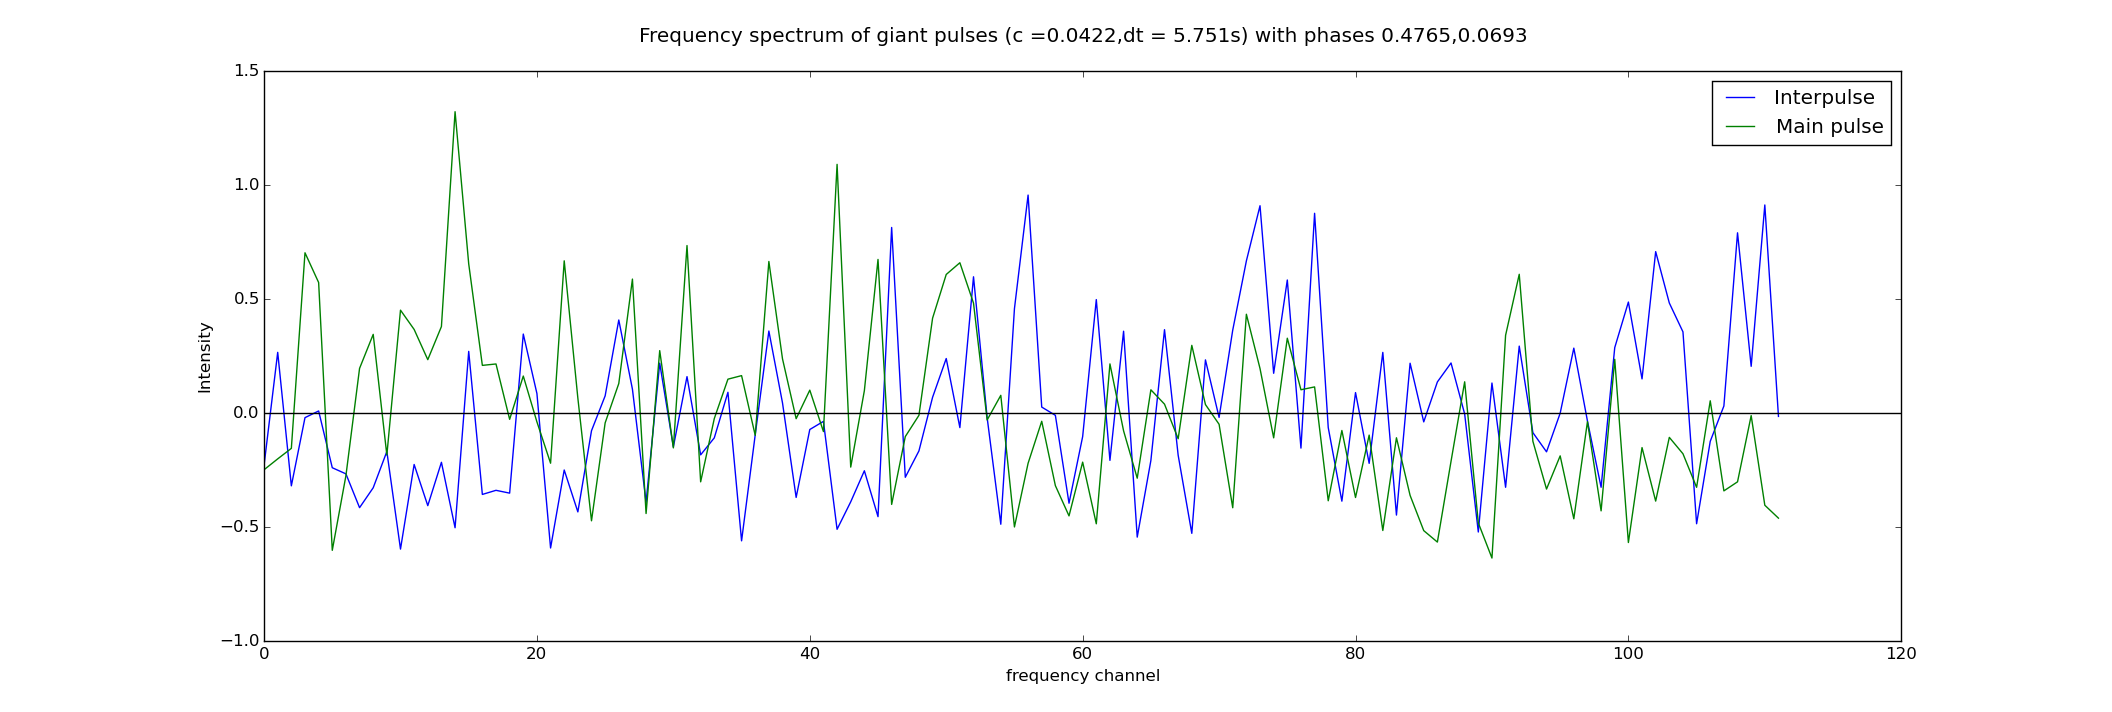 Frequency spectrum of giant pulses (c =0.0422,dt = 5.751s) with phases 0.4765,0.0693
1.5
1.0
0.5
0.0
−0.5
−1.0
Intensity
Interpulse
Main pulse
0 20 40 60 80 100 120
frequency channel